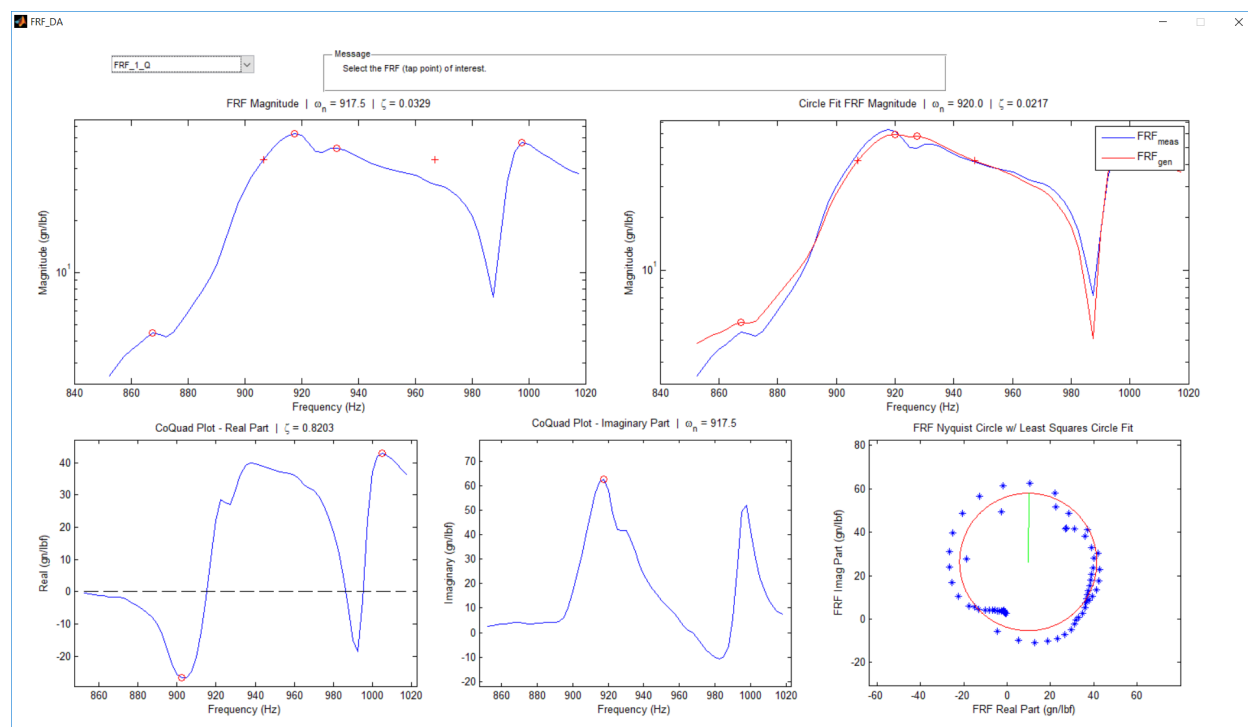 FRF_DA
FRF_1_Q
Message
Select the FRF (tap point) of interest.
FRF Magnitude | ωn = 917.5 | ζ = 0.0329
Magnitude (gn/lbf)
10^1
840 860 880 900 920 940 960 980 1000 1020
Frequency (Hz)
Circle Fit FRF Magnitude | ωn = 920.0 | ζ = 0.0217
FRFmeas
FRFgen
Magnitude (gn/lbf)
10^1
840 860 880 900 920 940 960 980 1000 1020
Frequency (Hz)
CoQuad Plot - Real Part | ζ = 0.8203
Real (gn/lbf)
40
30
20
10
0
-10
-20
860 880 900 920 940 960 980 1000 1020
Frequency (Hz)
CoQuad Plot - Imaginary Part | ωn = 917.5
Imaginary (gn/lbf)
70
60
50
40
30
20
10
0
-10
-20
860 880 900 920 940 960 980 1000 1020
Frequency (Hz)
FRF Nyquist Circle w/ Least Squares Circle Fit
FRF Imag Part (gn/lbf)
80
60
40
20
0
-20
-60 -40 -20 0 20 40 60
FRF Real Part (gn/lbf)